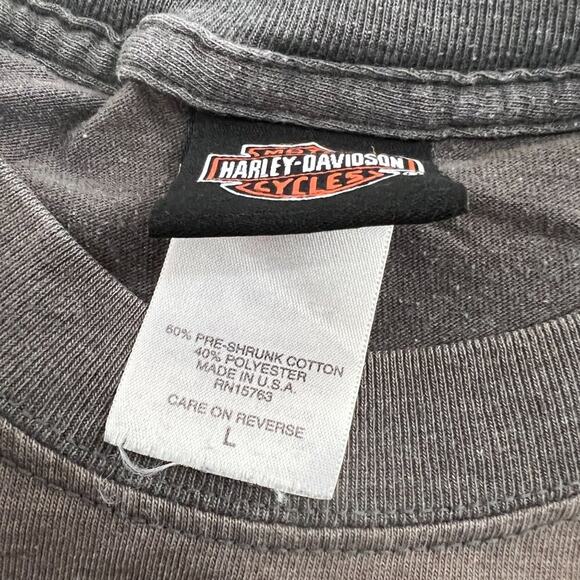 MOTOR
HARLEY-DAVIDSON
CYCLES
60% PRE-SHRUNK COTTON
40% POLYESTER
MADE IN U.S.A.
RN15763
CARE ON REVERSE
L